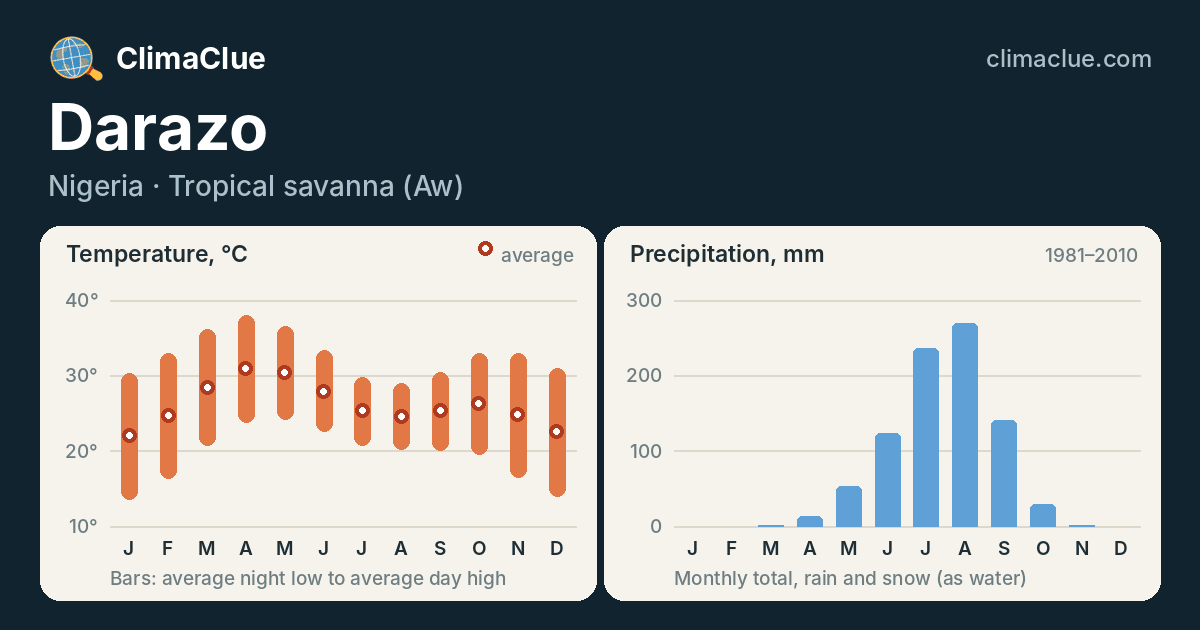 ClimaClue
climaclue.com
Darazo
Nigeria · Tropical savanna (Aw)
Temperature, °C
average
40°
30°
20°
10°
J F M A M J J A S O N D
Bars: average night low to average day high
Precipitation, mm
1981–2010
300
200
100
0
J F M A M J J A S O N D
Monthly total, rain and snow (as water)